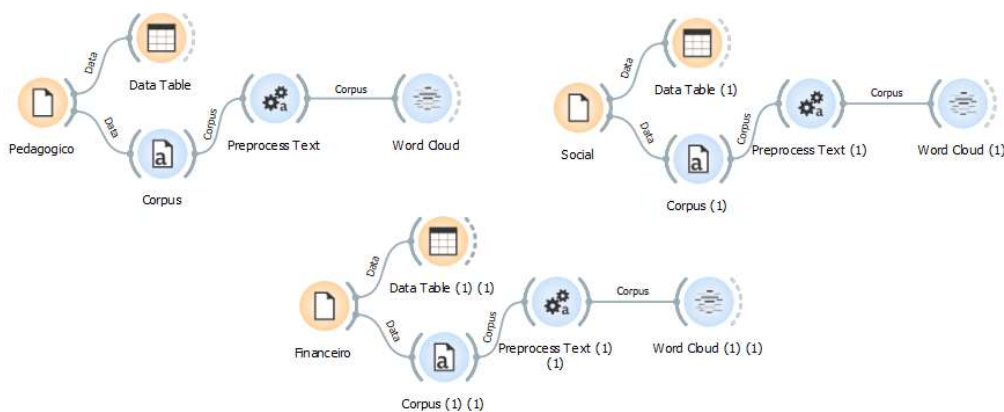 Data
Data Table
Pedagogico
Data
Corpus
Corpus
Preprocess Text
Corpus
Word Cloud
Data
Data Table (1)
Social
Data
Corpus (1)
Corpus
Preprocess Text (1)
Corpus
Word Cloud (1)
Data
Data Table (1) (1)
Financeiro
Data
Corpus (1) (1)
Corpus
Preprocess Text (1)
(1)
Corpus
Word Cloud (1) (1)